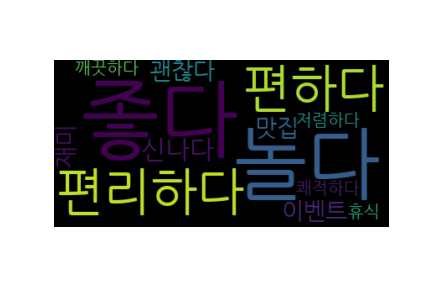 깨끗하다 괜찮다
좋다 편하다
재미 신나다 맛집 저렴하다
놀다
편리하다 쾌적하다
이벤트 휴식